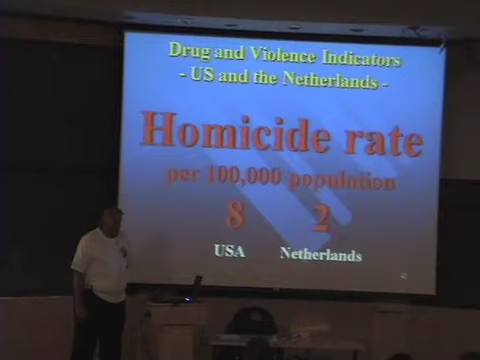 Drug and Violence Indicators
- US and the Netherlands -
Homicide rate
per 100,000 population
8 2
USA Netherlands